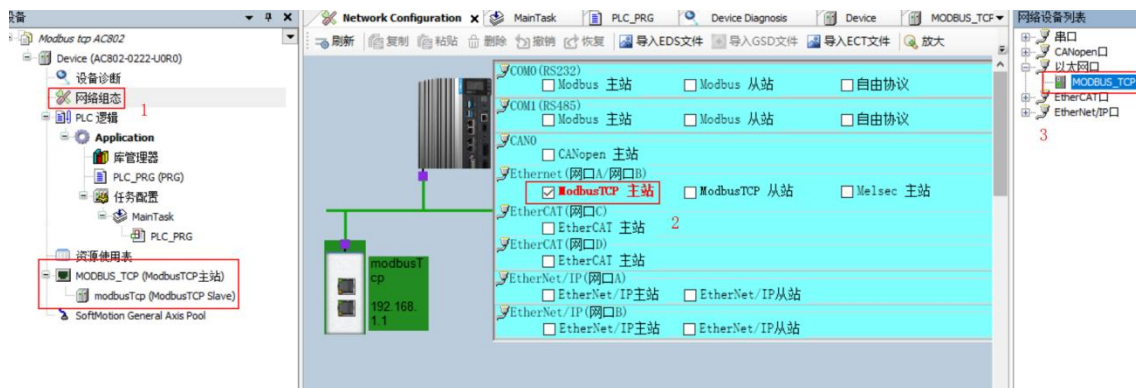 设备
Modbus tcp AC802
Device (AC802-0222-U0R0)
设备诊断
网络组态
1
PLC 逻辑
Application
库管理器
PLC_PRG (PRG)
任务配置
MainTask
PLC_PRG
资源使用表
MODBUS_TCP (ModbusTCP主站)
modbusTcp (ModbusTCP Slave)
SoftMotion General Axis Pool
Network Configuration
MainTask
PLC_PRG
Device Diagnosis
Device
MODBUS_TCP
刷新 复制 粘贴 删除 撤销 恢复 导入EDS文件 导入GSD文件 导入ECT文件 放大
COM0(RS232)
Modbus 主站 Modbus 从站 自由协议
COM1(RS485)
Modbus 主站 Modbus 从站 自由协议
CAN0
CANopen 主站
Ethernet(网口A/网口B)
ModbusTCP 主站 ModbusTCP 从站 Melsec 主站
EtherCAT(网口C)
2
EtherCAT 主站
EtherCAT(网口D)
EtherCAT 主站
EtherNet/IP(网口A)
EtherNet/IP主站 EtherNet/IP从站
EtherNet/IP(网口B)
EtherNet/IP主站 EtherNet/IP从站
modbusT
cp
192.168.
1.1
网络设备列表
串口
CANopen口
以太网口
MODBUS_TCP
EtherCAT口
EtherNet/IP口
3